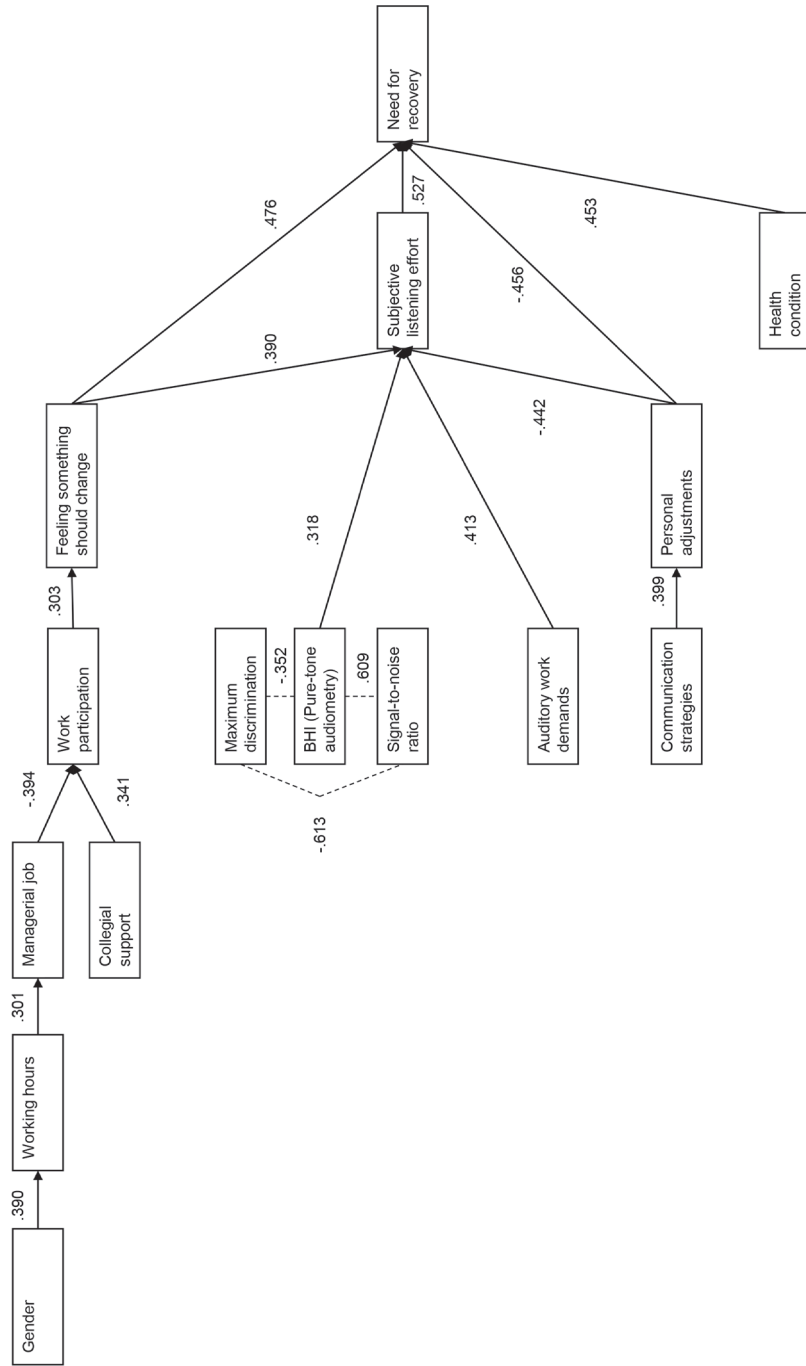 Gender
.390
Working hours
.301
Managerial job
-.394
Collegial
support
.341
Work
participation
.303
Feeling something
should change
.476
.390
Maximum
discrimination
-.352
BHI (Pure-tone
audiometry)
.609
Signal-to-noise
ratio
-.613
.318
Auditory work
demands
.413
Communication
strategies
.399
Personal
adjustments
-.442
-.456
Subjective
listening effort
.527
Need for
recovery
Health
condition
.453